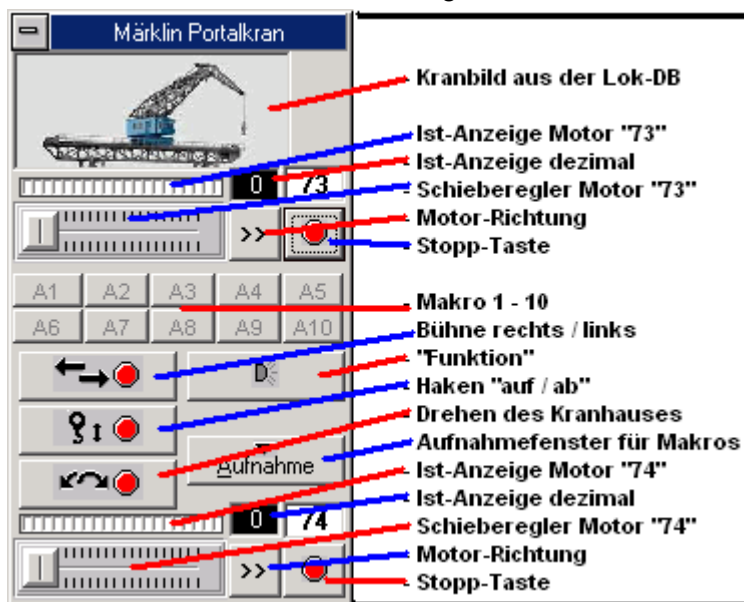 Märklin Portalkran
- Kranbild aus der Lok-DB
- Ist-Anzeige Motor "73"
- Ist-Anzeige dezimal
0 73
- Schieberegler Motor "73"
- Motor-Richtung
>>
- Stopp-Taste
A1 A2 A3 A4 A5
- Makro 1 - 10
A6 A7 A8 A9 A10
- Bühne rechts / links
- "Funktion"
- Haken "auf / ab"
- Drehen des Kranhauses
- Aufnahmefenster für Makros
Aufnahme
- Ist-Anzeige Motor "74"
- Ist-Anzeige dezimal
0 74
- Schieberegler Motor "74"
- Motor-Richtung
>>
- Stopp-Taste